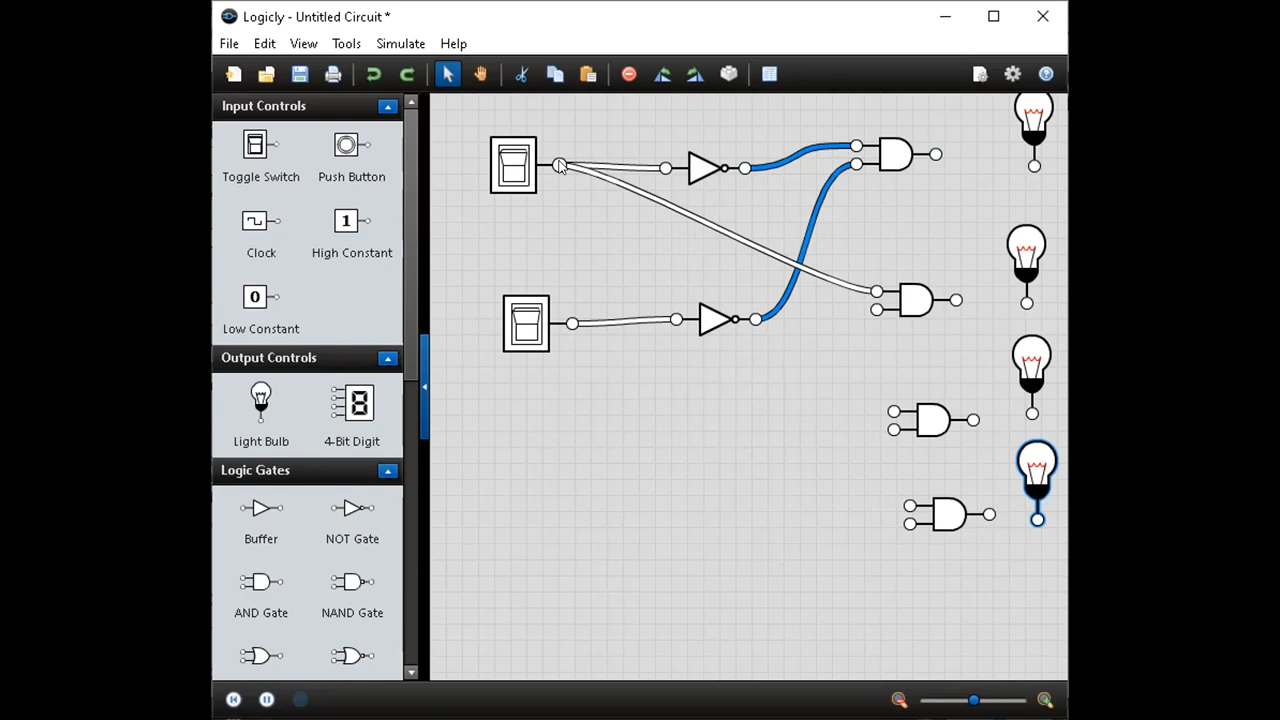 Logicly - Untitled Circuit *
File Edit View Tools Simulate Help
Input Controls
Toggle Switch Push Button
1
Clock High Constant
0
Low Constant
Output Controls
8
Light Bulb 4-Bit Digit
Logic Gates
Buffer NOT Gate
AND Gate NAND Gate